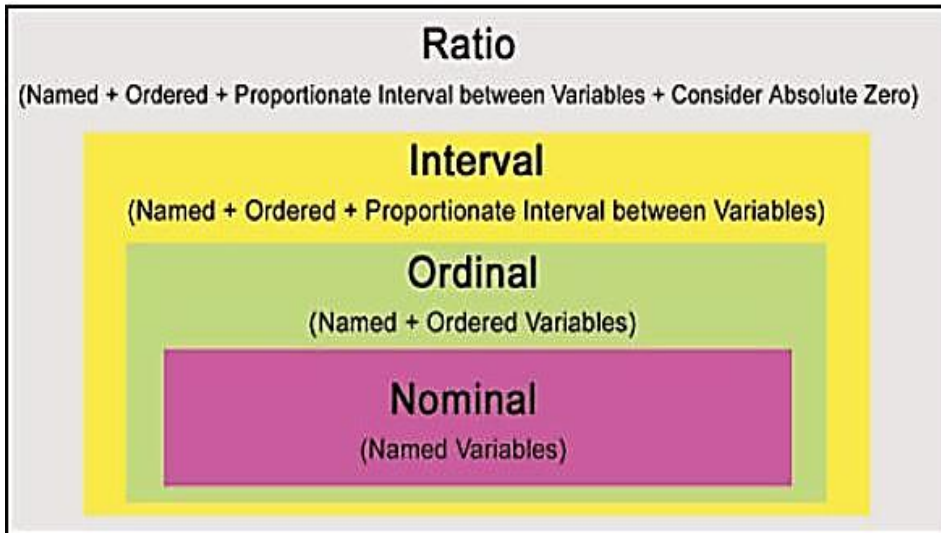 Ratio
(Named + Ordered + Proportionate Interval between Variables + Consider Absolute Zero)
Interval
(Named + Ordered + Proportionate Interval between Variables)
Ordinal
(Named + Ordered Variables)
Nominal
(Named Variables)